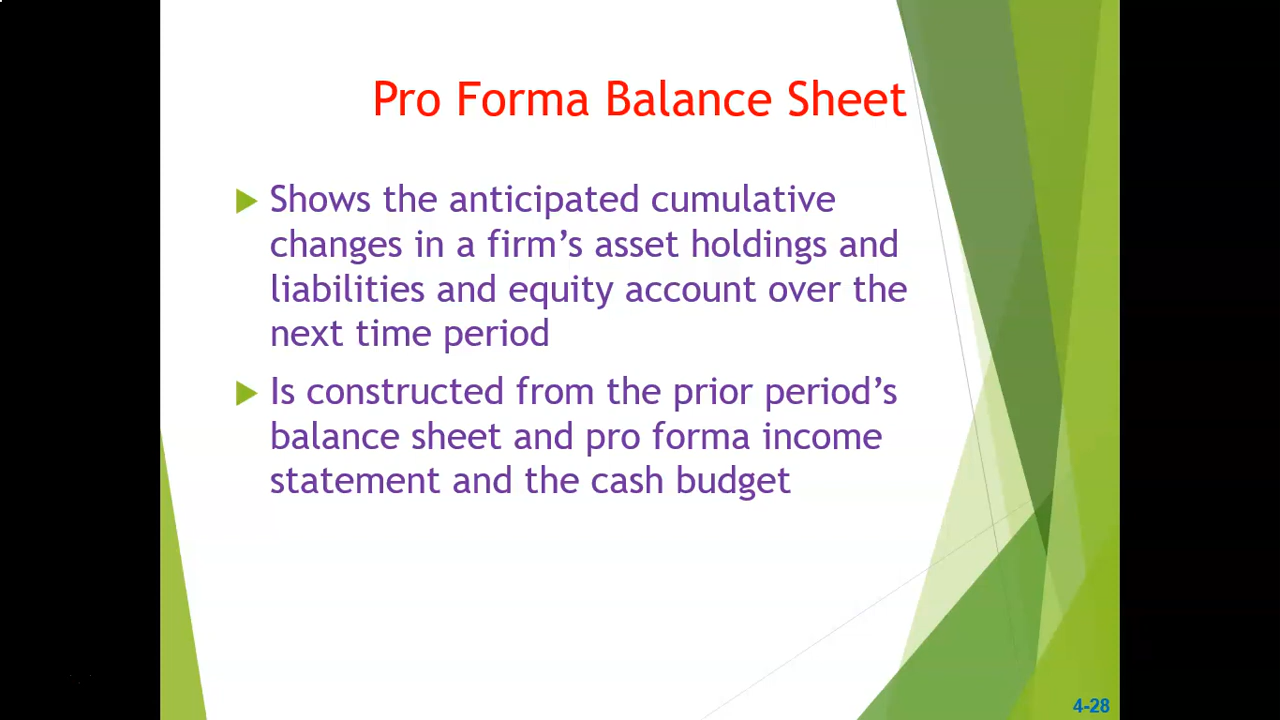 Pro Forma Balance Sheet
Shows the anticipated cumulative
changes in a firm’s asset holdings and
liabilities and equity account over the
next time period
Is constructed from the prior period’s
balance sheet and pro forma income
statement and the cash budget
4-28